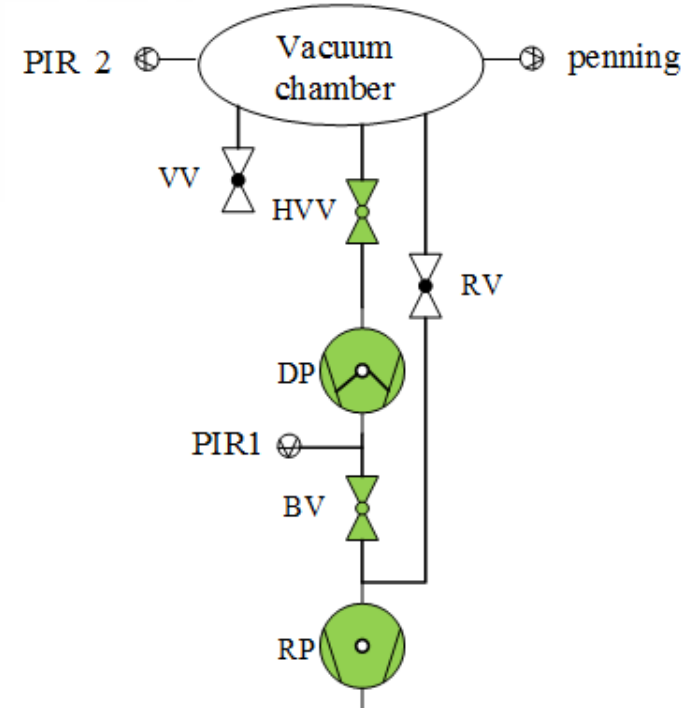 Vacuum
chamber
PIR 2
penning
VV
HVV
RV
DP
PIR1
BV
RP